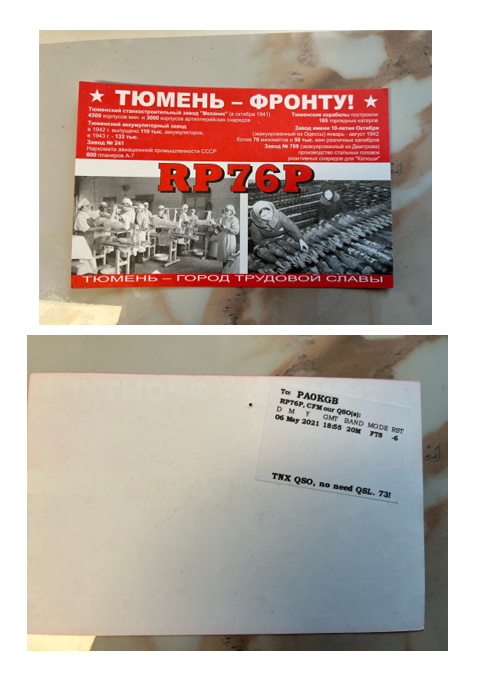 ★ ТЮМЕНЬ – ФРОНТУ! ★
Тюменский станкостроительный завод "Механик" (в октябре 1941)
4500 корпусов мин и 3000 корпусов артиллерийских снарядов
Тюменский аккумуляторный завод
в 1942 г. выпущено 110 тыс. аккумуляторов,
в 1943 г. - 133 тыс.
Завод № 241
Наркомата авиационной промышленности СССР
600 планеров А-7
Тюменские корабелы построили
165 торпедных катеров
Завод имени 10-летия Октября
(эвакуированный из Одессы) январь - август 1942
более 70 миномётов и 50 тыс. мин различных калибров
Завод № 769 (эвакуированный из Дмитрова)
производство стальных головок
реактивных снарядов для "Катюши"
RP76P
ТЮМЕНЬ – ГОРОД ТРУДОВОЙ СЛАВЫ
To: PA0KGB
RP76P, CFM our QSO(s):
D M Y GMT BAND MODE RST
06 May 2021 18:55 20M FT8 -6
TNX QSO, no need QSL. 73!